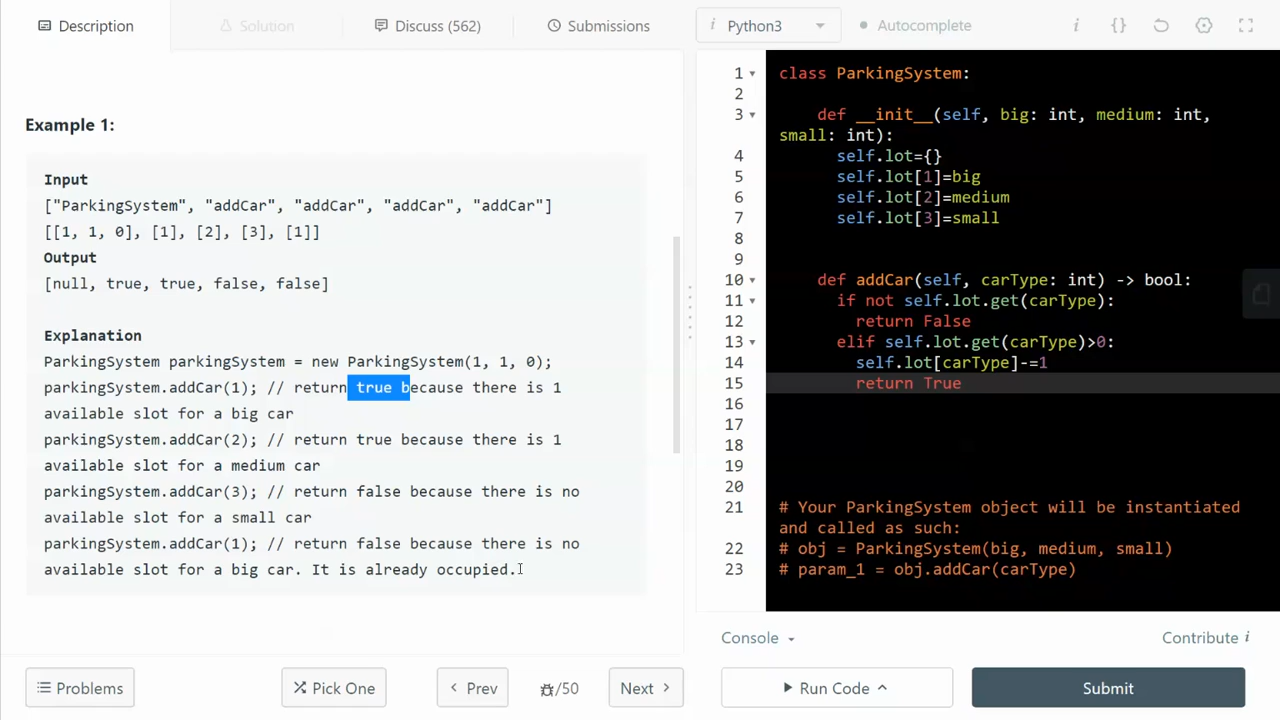 Description
Solution
Discuss (562)
Submissions
i
Python3
Autocomplete
i
{}
Example 1:
Input
["ParkingSystem", "addCar", "addCar", "addCar", "addCar"]
[[1, 1, 0], [1], [2], [3], [1]]
Output
[null, true, true, false, false]
Explanation
ParkingSystem parkingSystem = new ParkingSystem(1, 1, 0);
parkingSystem.addCar(1); // return true because there is 1
available slot for a big car
parkingSystem.addCar(2); // return true because there is 1
available slot for a medium car
parkingSystem.addCar(3); // return false because there is no
available slot for a small car
parkingSystem.addCar(1); // return false because there is no
available slot for a big car. It is already occupied.
1 class ParkingSystem:
2
3 def __init__(self, big: int, medium: int,
small: int):
4 self.lot={}
5 self.lot[1]=big
6 self.lot[2]=medium
7 self.lot[3]=small
8
9
10 def addCar(self, carType: int) -> bool:
11 if not self.lot.get(carType):
12 return False
13 elif self.lot.get(carType)>0:
14 self.lot[carType]-=1
15 return True
16
17
18
19
20
21 # Your ParkingSystem object will be instantiated
and called as such:
22 # obj = ParkingSystem(big, medium, small)
23 # param_1 = obj.addCar(carType)
Console
Contribute i
Problems
Pick One
Prev
/50
Next
Run Code
Submit